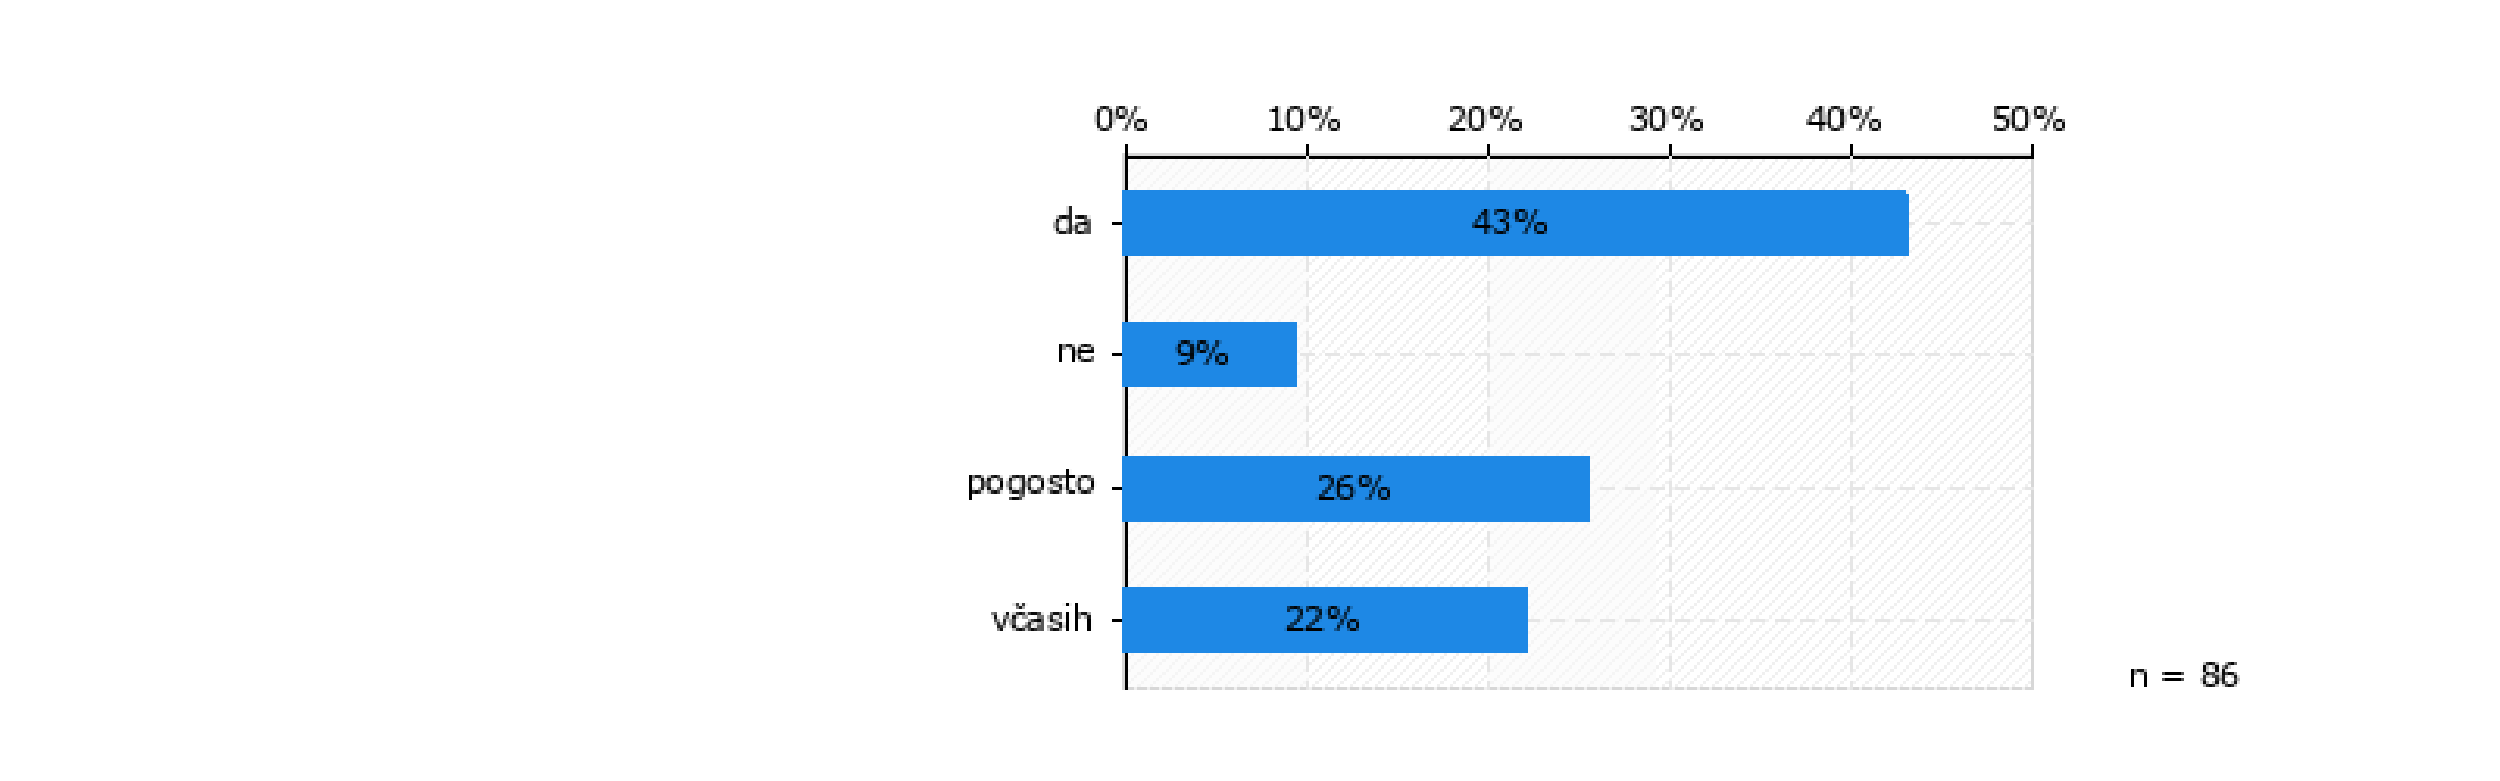 0% 10% 20% 30% 40% 50%
da 43%
ne 9%
pogosto 26%
včasih 22%
n = 86